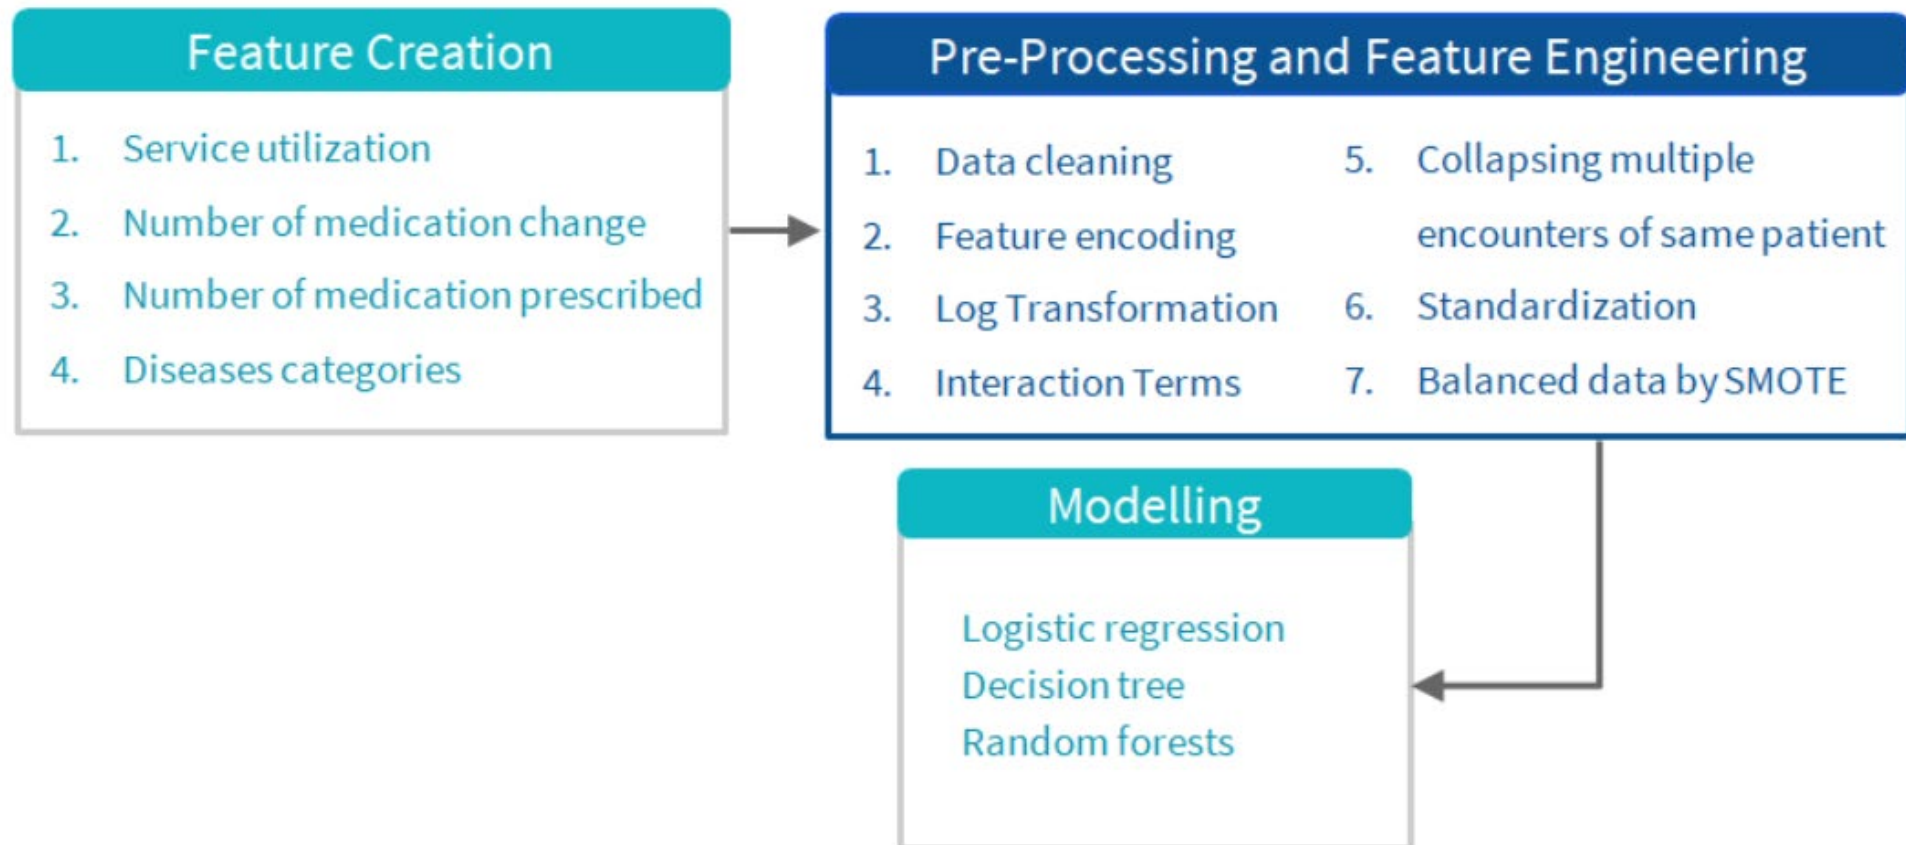 Feature Creation
1. Service utilization
2. Number of medication change
3. Number of medication prescribed
4. Diseases categories
Pre-Processing and Feature Engineering
1. Data cleaning
2. Feature encoding
3. Log Transformation
4. Interaction Terms
5. Collapsing multiple
encounters of same patient
6. Standardization
7. Balanced data by SMOTE
Modelling
Logistic regression
Decision tree
Random forests